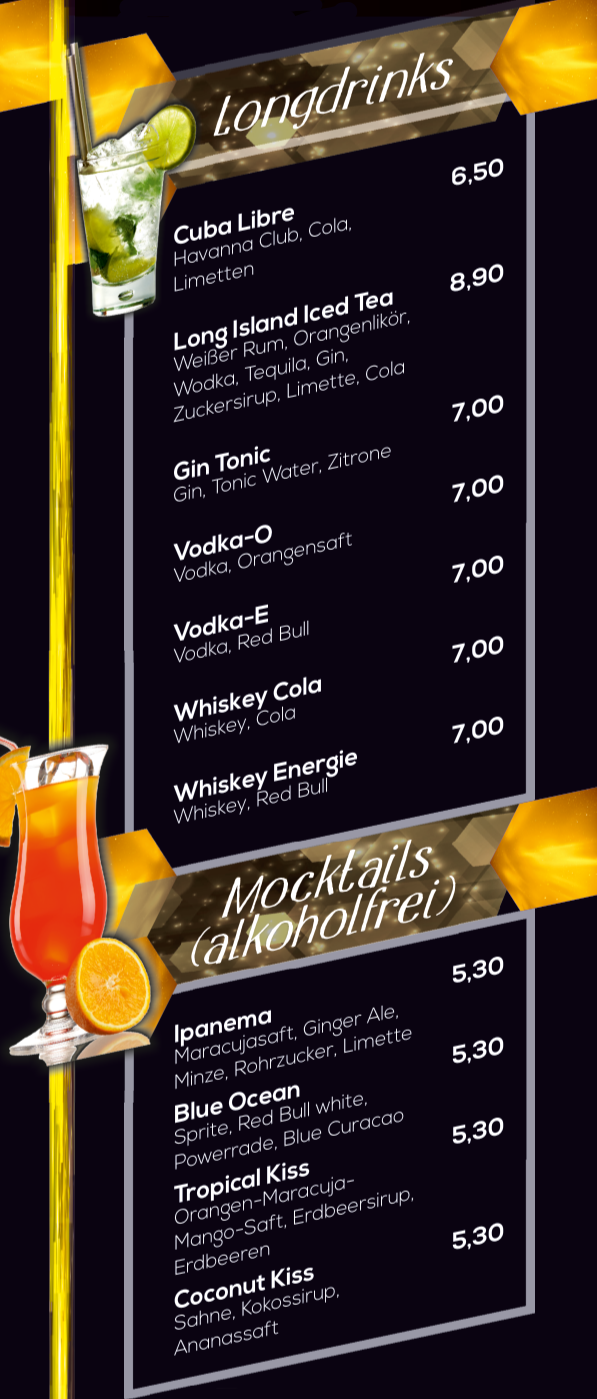 Longdrinks
Cuba Libre 6,50
Havanna Club, Cola,
Limetten
Long Island Iced Tea 8,90
Weißer Rum, Orangenlikör,
Wodka, Tequila, Gin,
Zuckersirup, Limette, Cola
Gin Tonic 7,00
Gin, Tonic Water, Zitrone
Vodka-O 7,00
Vodka, Orangensaft
Vodka-E 7,00
Vodka, Red Bull
Whiskey Cola 7,00
Whiskey, Cola
Whiskey Energie 7,00
Whiskey, Red Bull
Mocktails
(alkoholfrei)
Ipanema 5,30
Maracujasaft, Ginger Ale,
Minze, Rohrzucker, Limette
Blue Ocean 5,30
Sprite, Red Bull white,
Powerrade, Blue Curacao
Tropical Kiss 5,30
Orangen-Maracuja-
Mango-Saft, Erdbeersirup,
Erdbeeren
Coconut Kiss 5,30
Sahne, Kokossirup,
Ananassaft